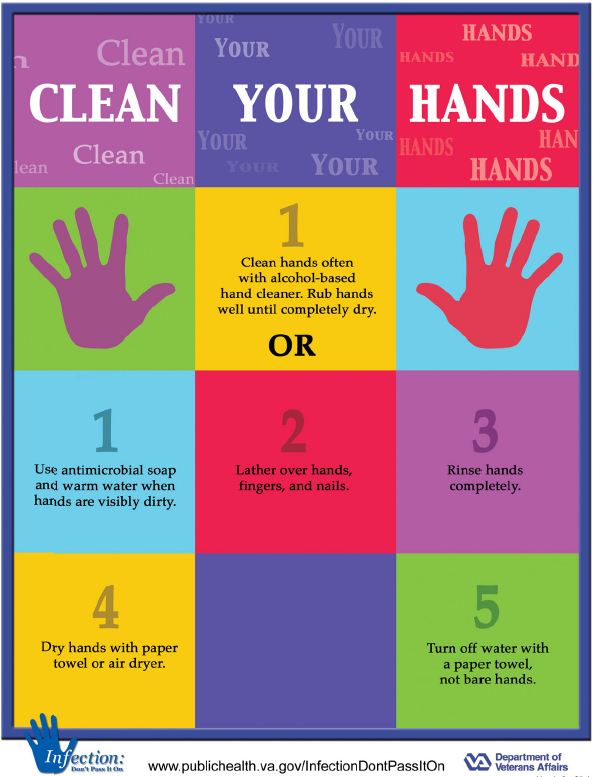 Clean
n
CLEAN
lean
Clean
Clean
YOUR
YOUR
YOUR
YOUR
YOUR
YOUR
YOUR
YOUR
HANDS
HANDS
HAND
HANDS
HAN
HANDS
HANDS
1
Clean hands often
with alcohol-based
hand cleaner. Rub hands
well until completely dry.
OR
1
Use antimicrobial soap
and warm water when
hands are visibly dirty.
2
Lather over hands,
fingers, and nails.
3
Rinse hands
completely.
4
Dry hands with paper
towel or air dryer.
5
Turn off water with
a paper towel,
not bare hands.
Infection:
DON'T PASS IT ON
www.publichealth.va.gov/InfectionDontPassItOn
VA
Department of
Veterans Affairs